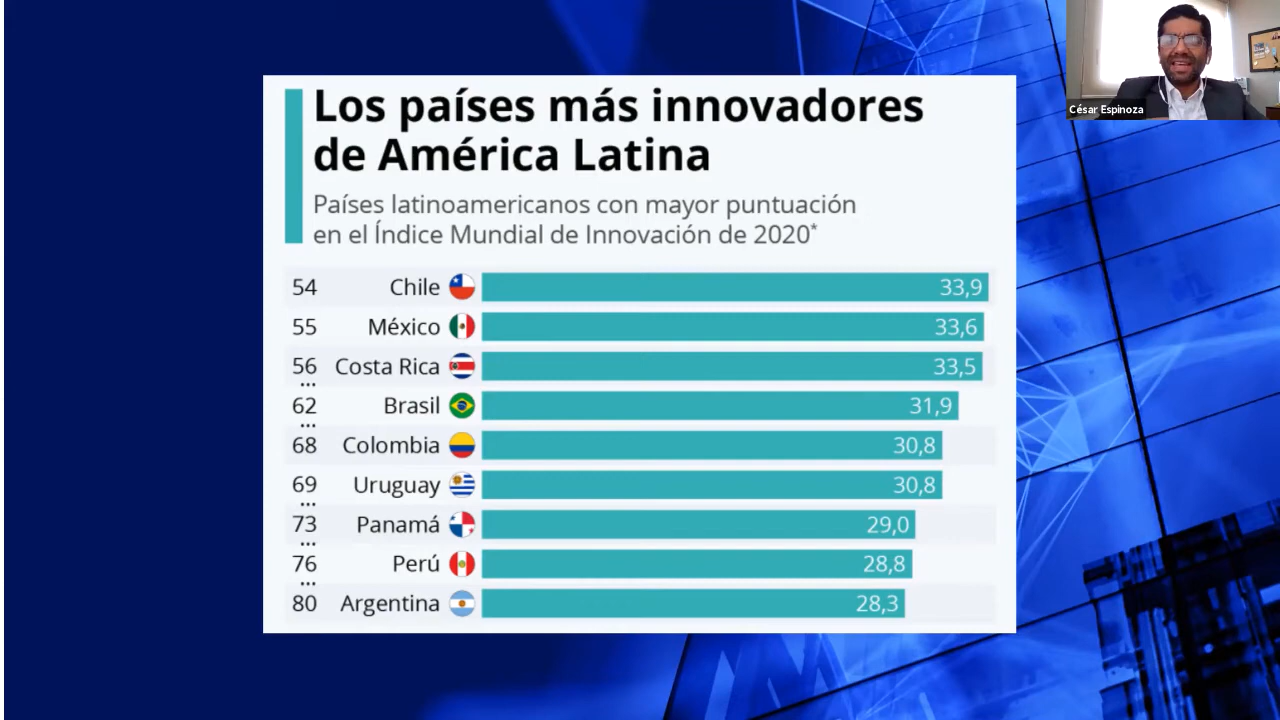 César Espinoza
Los países más innovadores
de América Latina
Países latinoamericanos con mayor puntuación
en el Índice Mundial de Innovación de 2020*
54 Chile 33,9
55 México 33,6
56 Costa Rica 33,5
...
62 Brasil 31,9
...
68 Colombia 30,8
69 Uruguay 30,8
...
73 Panamá 29,0
...
76 Perú 28,8
...
80 Argentina 28,3